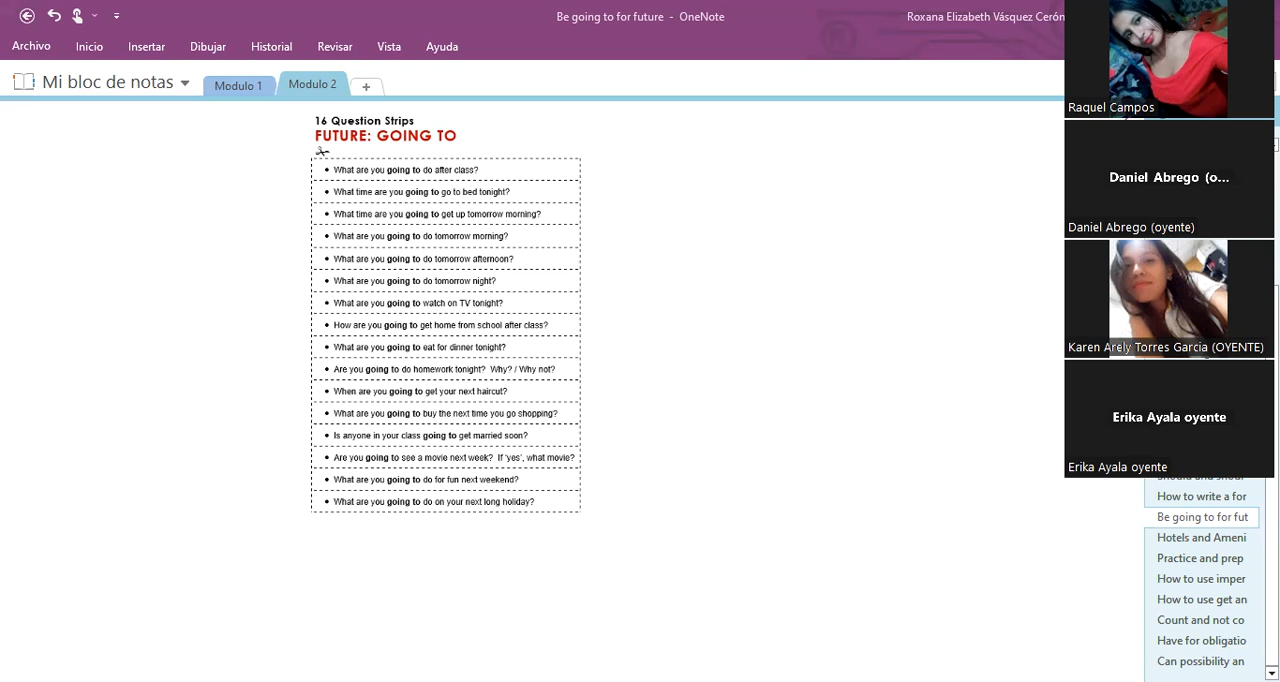 Be going to for future - OneNote
Roxana Elizabeth Vásquez Cerón
Archivo
Inicio
Insertar
Dibujar
Historial
Revisar
Vista
Ayuda
Mi bloc de notas
Modulo 1
Modulo 2
+
16 Question Strips
FUTURE: GOING TO
• What are you going to do after class?
• What time are you going to go to bed tonight?
• What time are you going to get up tomorrow morning?
• What are you going to do tomorrow morning?
• What are you going to do tomorrow afternoon?
• What are you going to do tomorrow night?
• What are you going to watch on TV tonight?
• How are you going to get home from school after class?
• What are you going to eat for dinner tonight?
• Are you going to do homework tonight? Why? / Why not?
• When are you going to get your next haircut?
• What are you going to buy the next time you go shopping?
• Is anyone in your class going to get married soon?
• Are you going to see a movie next week? If 'yes', what movie?
• What are you going to do for fun next weekend?
• What are you going to do on your next long holiday?
Raquel Campos
Daniel Abrego (o...
Daniel Abrego (oyente)
Karen Arely Torres Garcia (OYENTE)
Erika Ayala oyente
Erika Ayala oyente
How to write a for
Be going to for fut
Hotels and Ameni
Practice and prep
How to use imper
How to use get an
Count and not co
Have for obligatio
Can possibility an